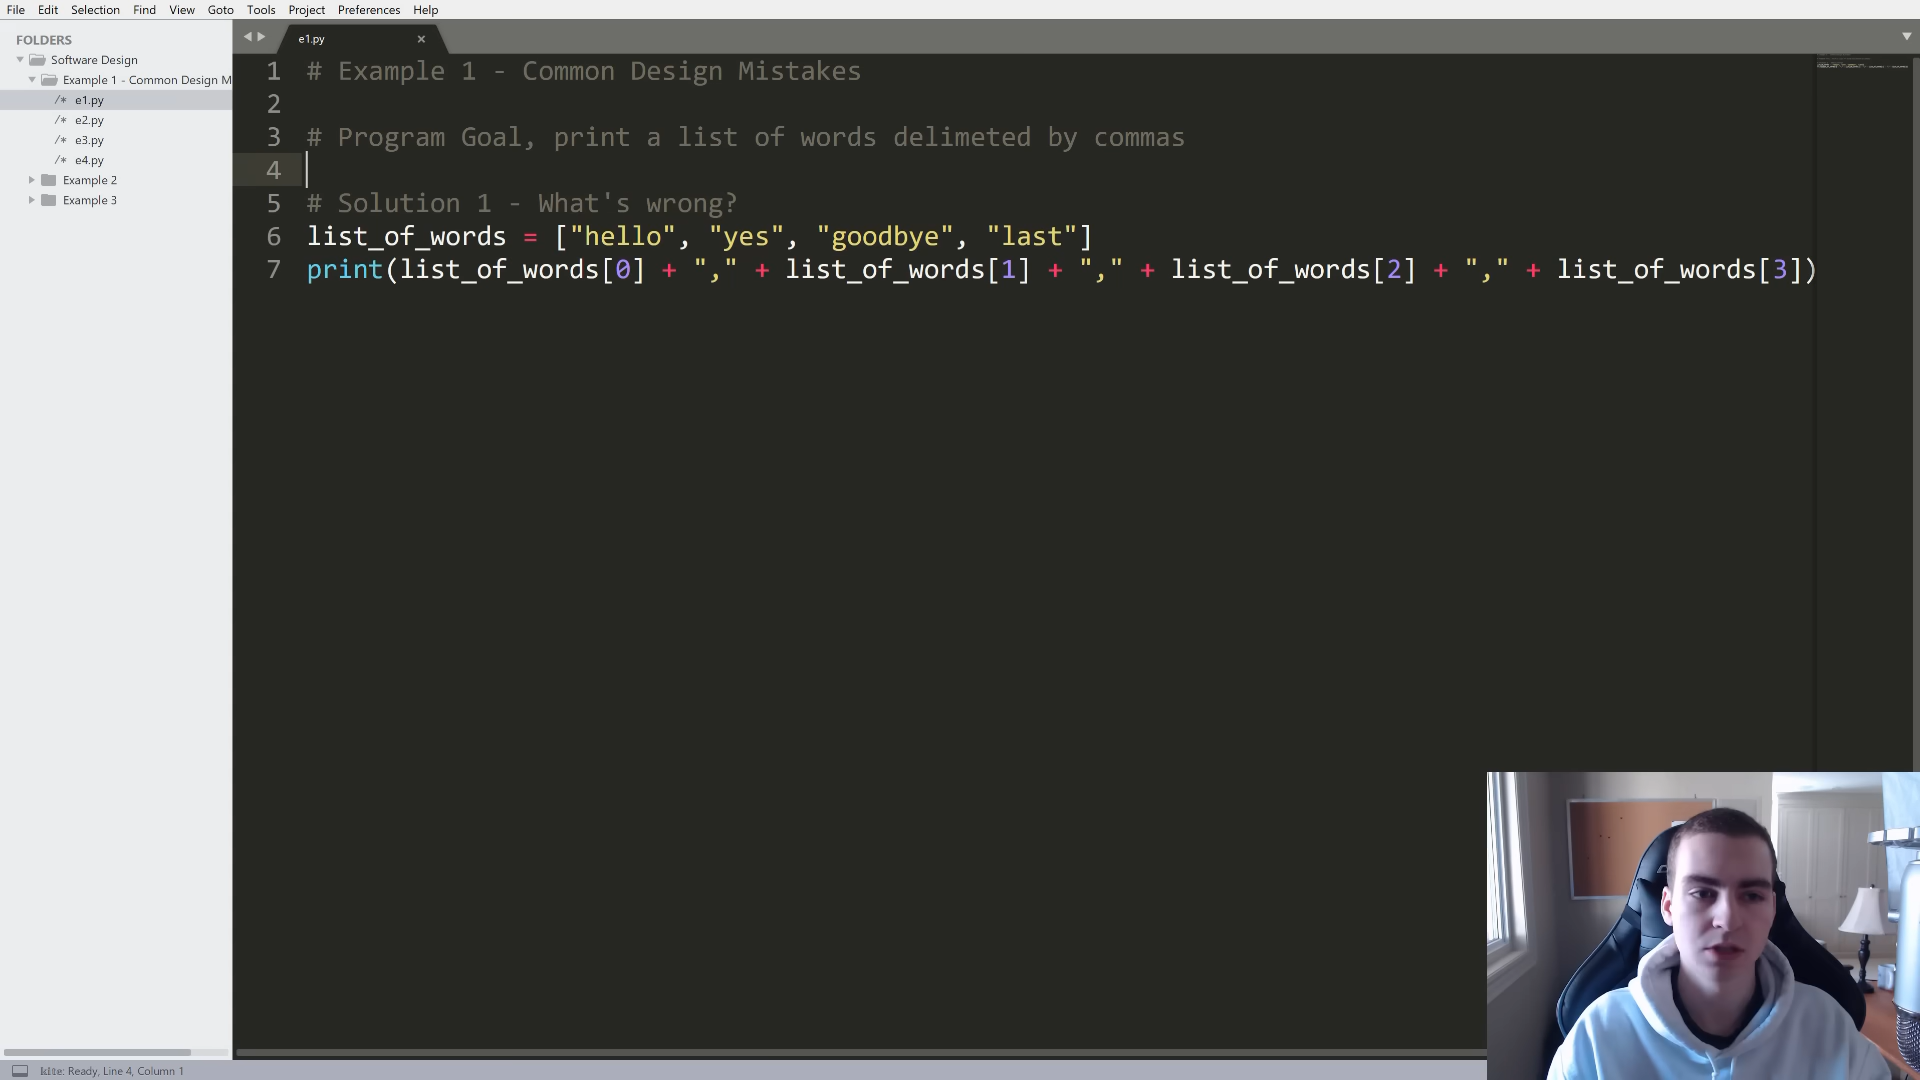 File Edit Selection Find View Goto Tools Project Preferences Help
FOLDERS
Software Design
Example 1 - Common Design M
/* e1.py
/* e2.py
/* e3.py
/* e4.py
Example 2
Example 3
e1.py ×
1 # Example 1 - Common Design Mistakes
2
3 # Program Goal, print a list of words delimeted by commas
4
5 # Solution 1 - What's wrong?
6 list_of_words = ["hello", "yes", "goodbye", "last"]
7 print(list_of_words[0] + "," + list_of_words[1] + "," + list_of_words[2] + "," + list_of_words[3])
Ready, Line 4, Column 1